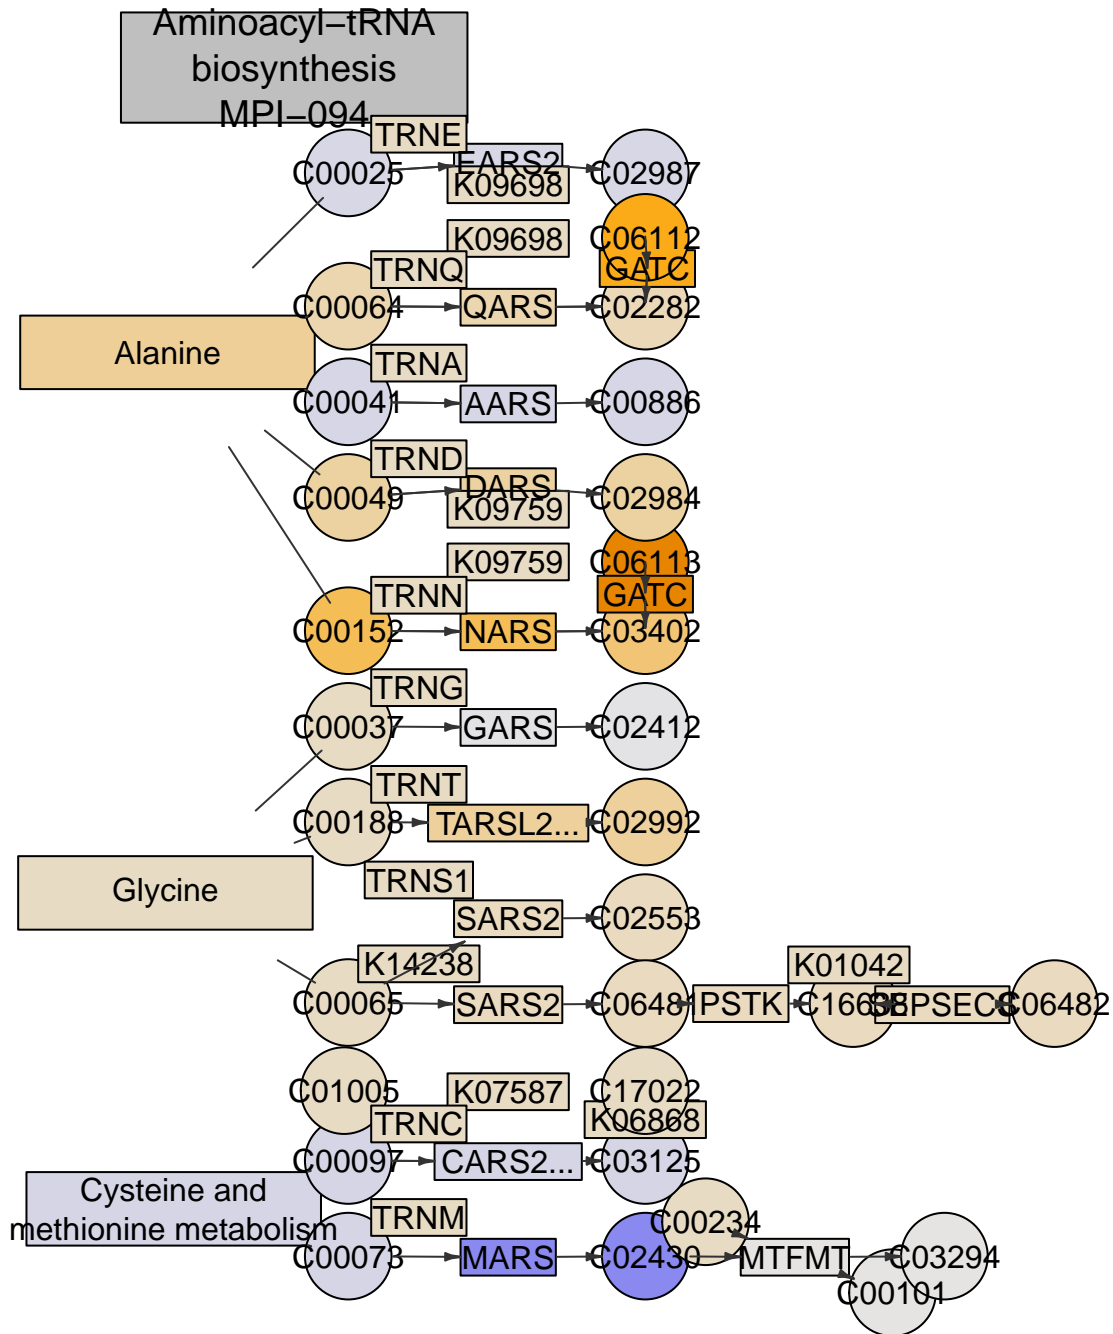 Aminoacyl–tRNA
biosynthesis
MPI–094
TRNE
C00025
EARS2
C02987
K09698
K09698
C06112
TRNQ
GATC
C00064
QARS
C02282
Alanine
TRNA
C00041
AARS
C00886
TRND
C00049
DARS
C02984
K09759
K09759
C06113
TRNN
GATC
C00152
NARS
C03402
TRNG
C00037
GARS
C02412
TRNT
C00188
TARSL2...
C02992
Glycine
TRNS1
SARS2
C02553
K14238
K01042
C00065
SARS2
C06481
PSTK
C16638
SEPSECS
C06482
C01005
K07587
C17022
TRNC
K06868
C00097
CARS2...
C03125
Cysteine and
methionine metabolism
TRNM
C00234
C00073
MARS
C02430
MTFMT
C03294
C00101